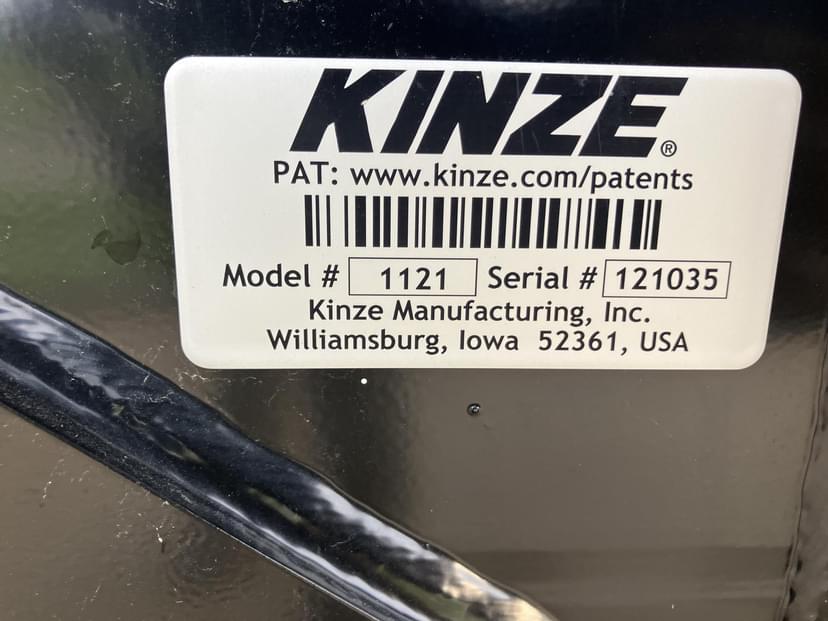 KINZE®
PAT: www.kinze.com/patents
Model # 1121 Serial # 121035
Kinze Manufacturing, Inc.
Williamsburg, Iowa 52361, USA